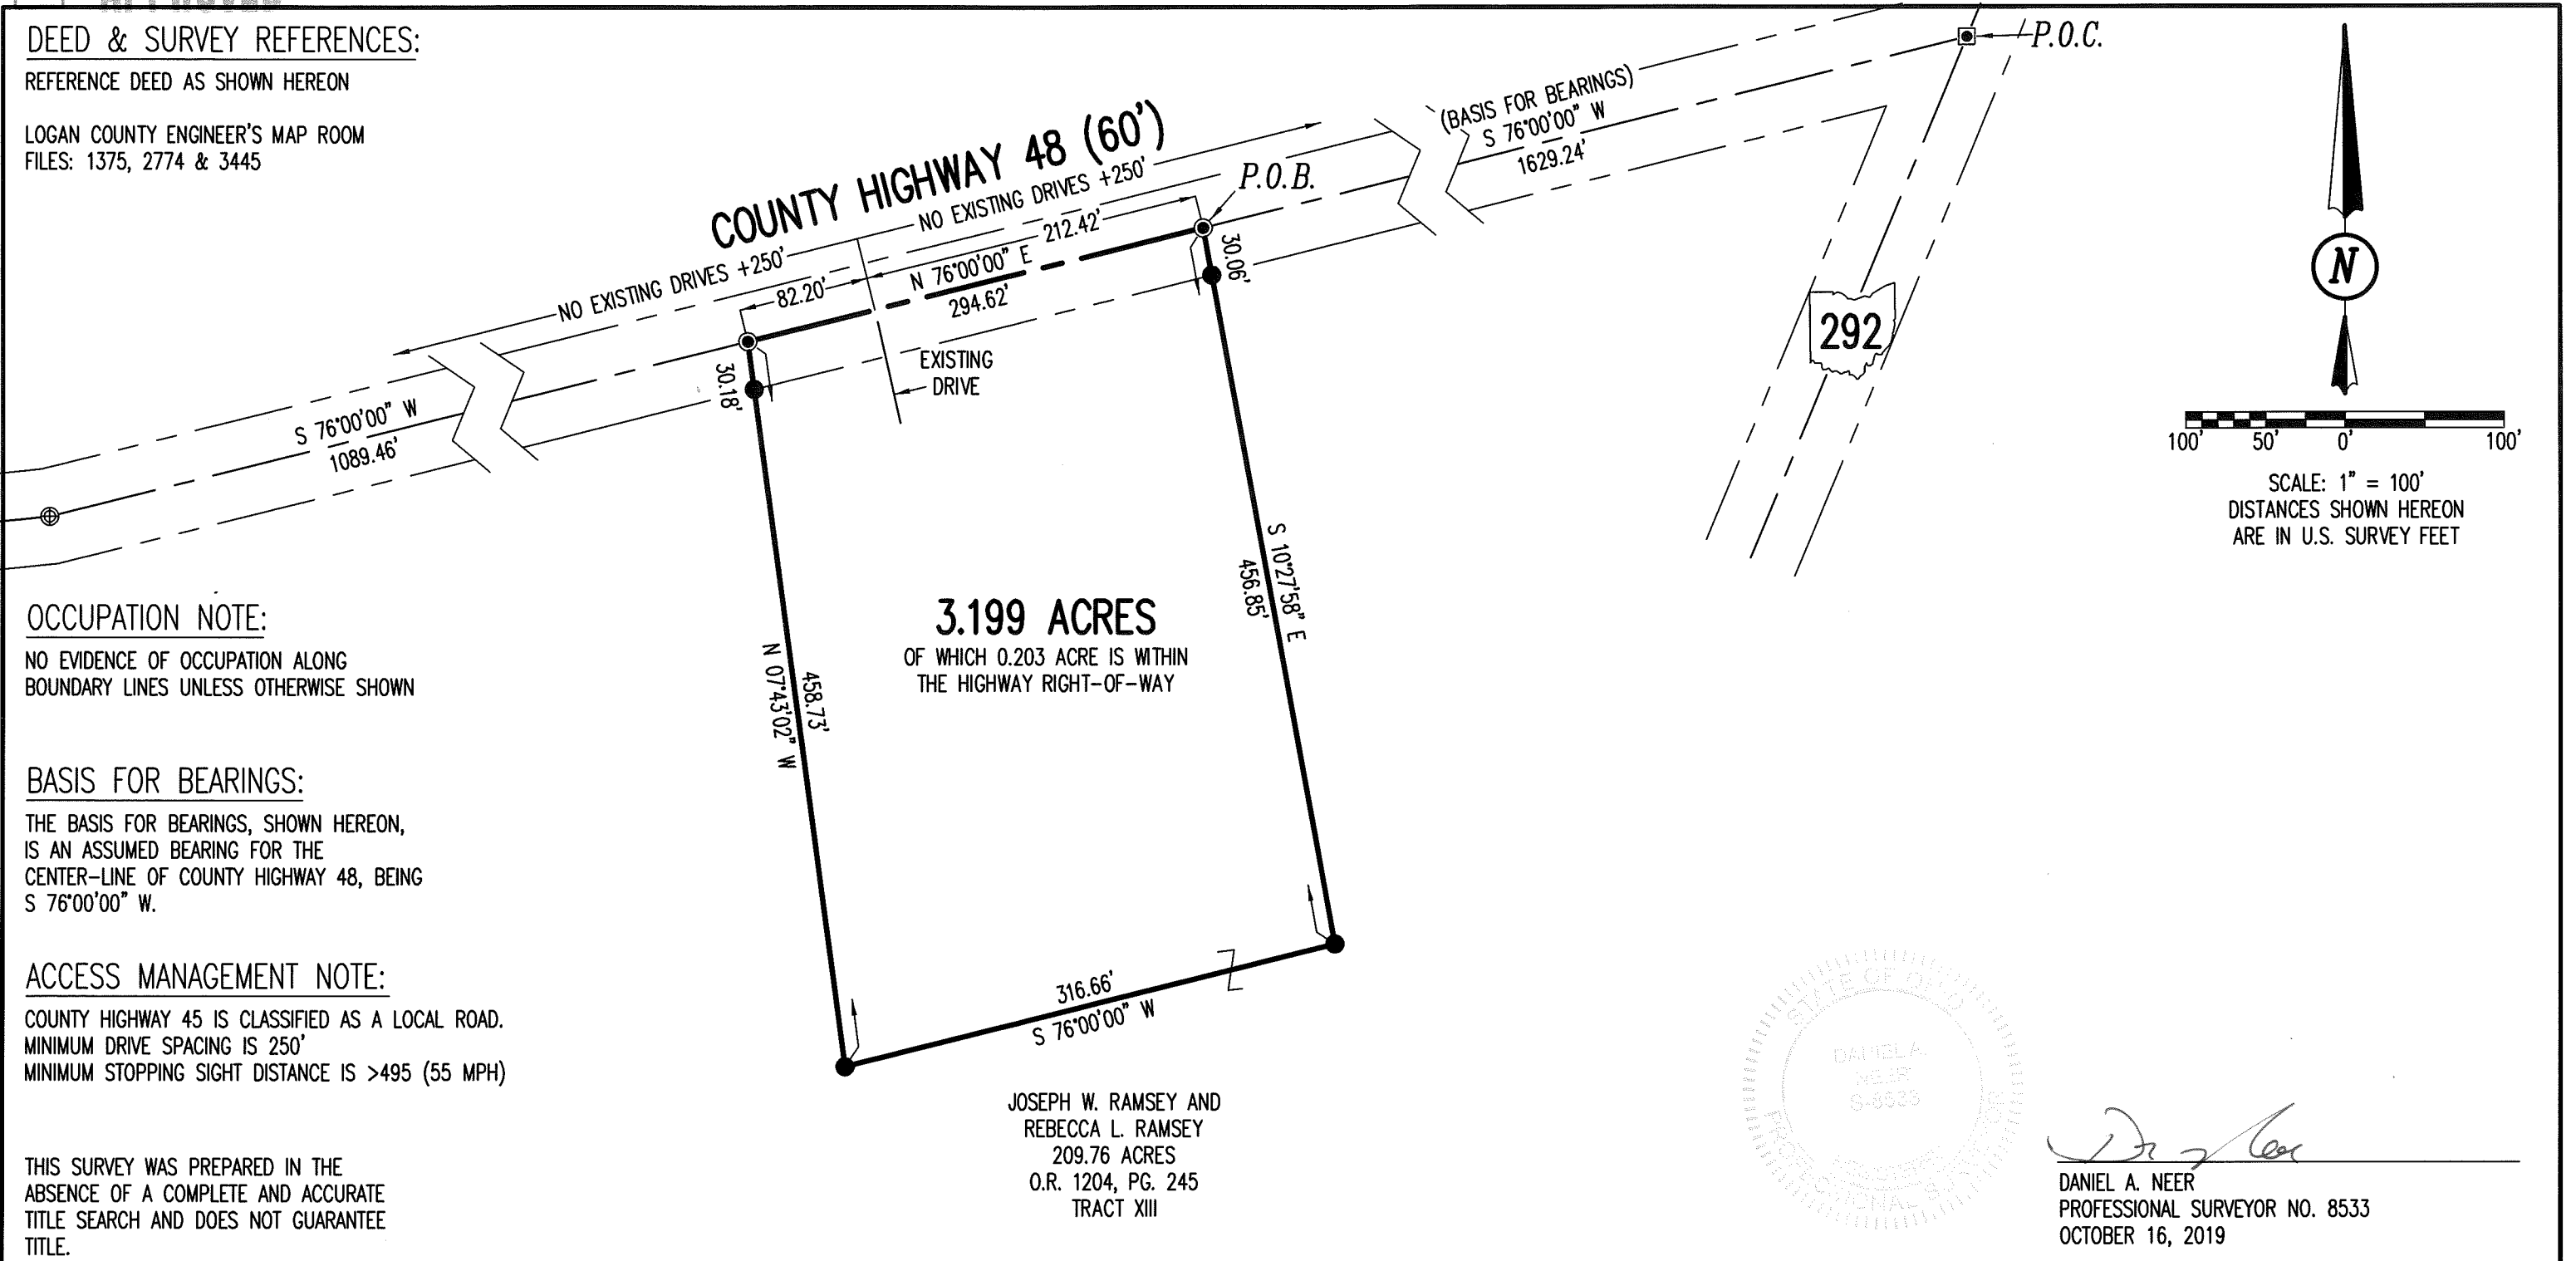 APPROVED
DEED & SURVEY REFERENCES:
REFERENCE DEED AS SHOWN HEREON
LOGAN COUNTY ENGINEER'S MAP ROOM
FILES: 1375, 2774 & 3445
COUNTY HIGHWAY 48 (60')
NO EXISTING DRIVES +250'
NO EXISTING DRIVES +250'
82.20'
212.42'
N 76°00'00" E
294.62'
P.O.B.
30.06'
30.18'
EXISTING
DRIVE
(BASIS FOR BEARINGS)
S 76°00'00" W
1629.24'
P.O.C.
292
N
100' 50' 0' 100'
SCALE: 1" = 100'
DISTANCES SHOWN HEREON
ARE IN U.S. SURVEY FEET
S 76°00'00" W
1089.46'
S 10°27'58" E
456.85'
3.199 ACRES
OF WHICH 0.203 ACRE IS WITHIN
THE HIGHWAY RIGHT-OF-WAY
458.73'
N 07°43'02" W
316.66'
S 76°00'00" W
OCCUPATION NOTE:
NO EVIDENCE OF OCCUPATION ALONG
BOUNDARY LINES UNLESS OTHERWISE SHOWN
BASIS FOR BEARINGS:
THE BASIS FOR BEARINGS, SHOWN HEREON,
IS AN ASSUMED BEARING FOR THE
CENTER-LINE OF COUNTY HIGHWAY 48, BEING
S 76°00'00" W.
ACCESS MANAGEMENT NOTE:
COUNTY HIGHWAY 45 IS CLASSIFIED AS A LOCAL ROAD.
MINIMUM DRIVE SPACING IS 250'
MINIMUM STOPPING SIGHT DISTANCE IS >495 (55 MPH)
THIS SURVEY WAS PREPARED IN THE
ABSENCE OF A COMPLETE AND ACCURATE
TITLE SEARCH AND DOES NOT GUARANTEE
TITLE.
JOSEPH W. RAMSEY AND
REBECCA L. RAMSEY
209.76 ACRES
O.R. 1204, PG. 245
TRACT XIII
STATE OF OHIO
DANIEL A.
NEER
S-8533
PROFESSIONAL SURVEYOR
DANIEL A. NEER
PROFESSIONAL SURVEYOR NO. 8533
OCTOBER 16, 2019